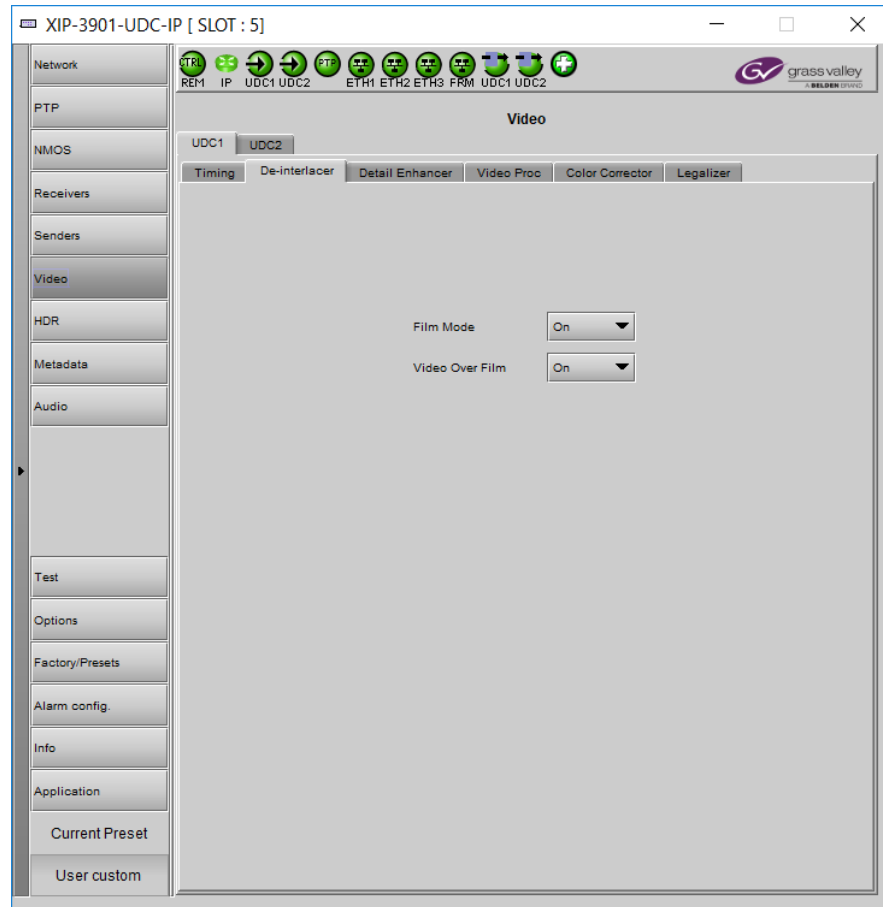 XIP-3901-UDC-IP [ SLOT : 5]
Network
PTP
NMOS
Receivers
Senders
Video
HDR
Metadata
Audio
Test
Options
Factory/Presets
Alarm config.
Info
Application
Current Preset
User custom
CTRL PTP
REM IP UDC1 UDC2 ETH1 ETH2 ETH3 FRM UDC1 UDC2
GV grass valley
A BELDEN BRAND
Video
UDC1 UDC2
Timing De-interlacer Detail Enhancer Video Proc Color Corrector Legalizer
Film Mode On
Video Over Film On